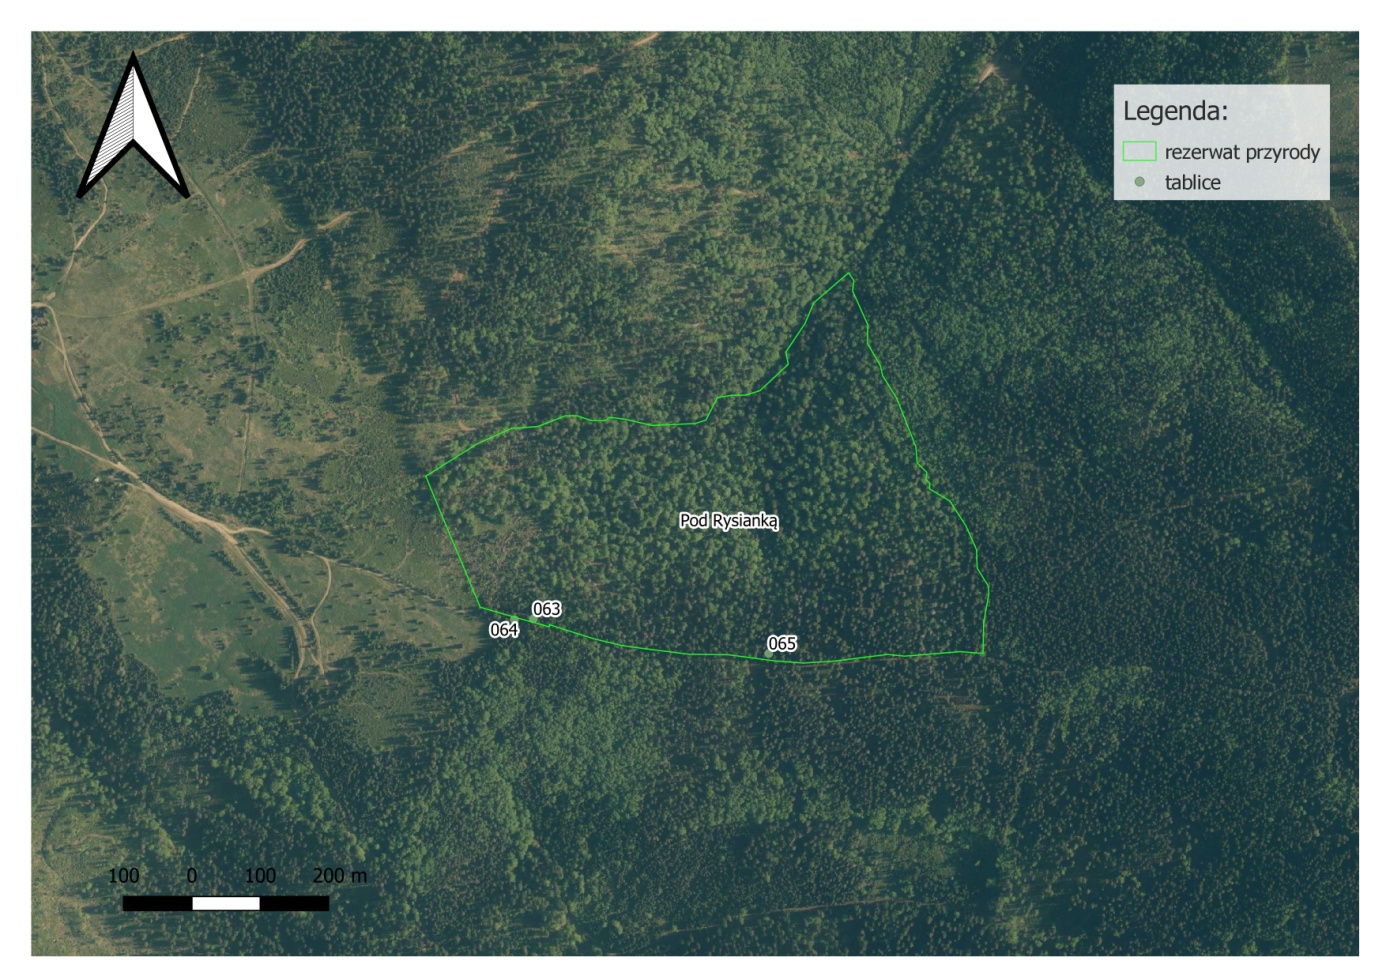 Legenda:
rezerwat przyrody
tablice
Pod Rysianką
063
064
065
100 0 100 200 m